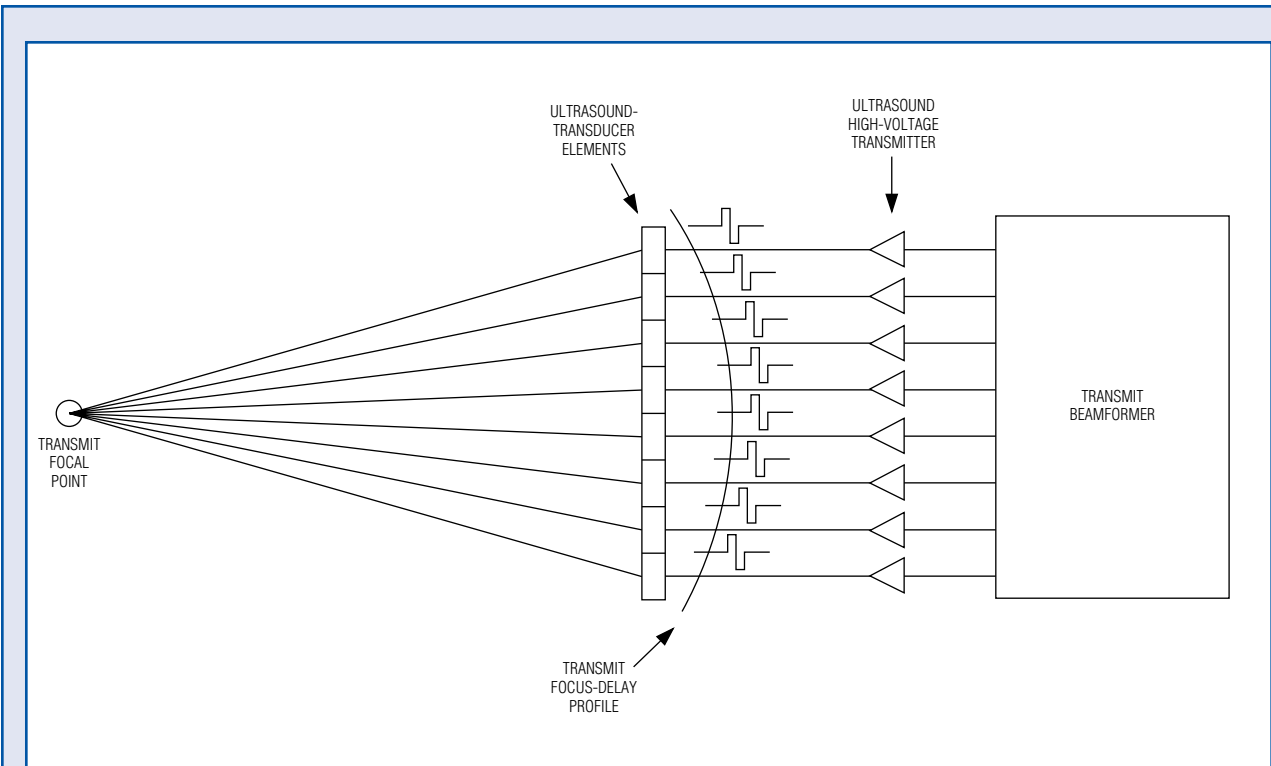 ULTRASOUND-
TRANSDUCER
ELEMENTS
ULTRASOUND
HIGH-VOLTAGE
TRANSMITTER
TRANSMIT
BEAMFORMER
TRANSMIT
FOCAL
POINT
TRANSMIT
FOCUS-DELAY
PROFILE